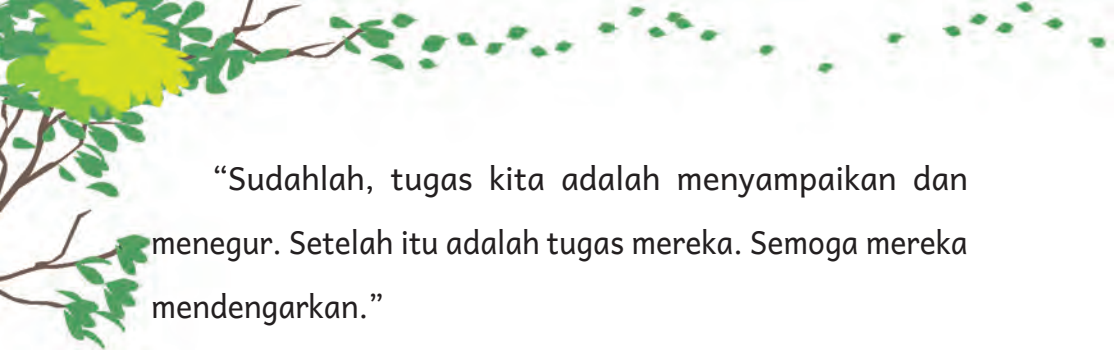 “Sudahlah, tugas kita adalah menyampaikan dan
menegur. Setelah itu adalah tugas mereka. Semoga mereka
mendengarkan.”